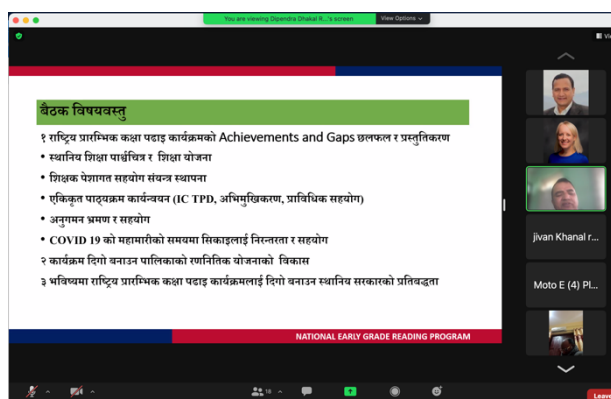 You are viewing Dipendra Dhakal R...'s screen
View Options
बैठक विषयवस्तु
१ राष्ट्रिय प्रारम्भिक कक्षा पढाइ कार्यक्रमको Achievements and Gaps छलफल र प्रस्तुतिकरण
• स्थानिय शिक्षा पार्श्वचित्र र शिक्षा योजना
• शिक्षक पेशागत सहयोग संयन्त्र स्थापना
• एकिकृत पाठ्यक्रम कार्यन्वयन (IC TPD, अभिमुखिकरण, प्राविधिक सहयोग)
• अनुगमन भ्रमण र सहयोग
• COVID 19 को महामारीको समयमा सिकाइलाई निरन्तरता र सहयोग
२ कार्यक्रम दिगो बनाउन पालिकाको रणनितिक योजनाको विकास
३ भविष्यमा राष्ट्रिय प्रारम्भिक कक्षा पढाइ कार्यक्रमलाई दिगो बनाउन स्थानिय सरकारको प्रतिबद्धता
NATIONAL EARLY GRADE READING PROGRAM
jivan Khanal r...
Moto E (4) Pl...
18
Leave